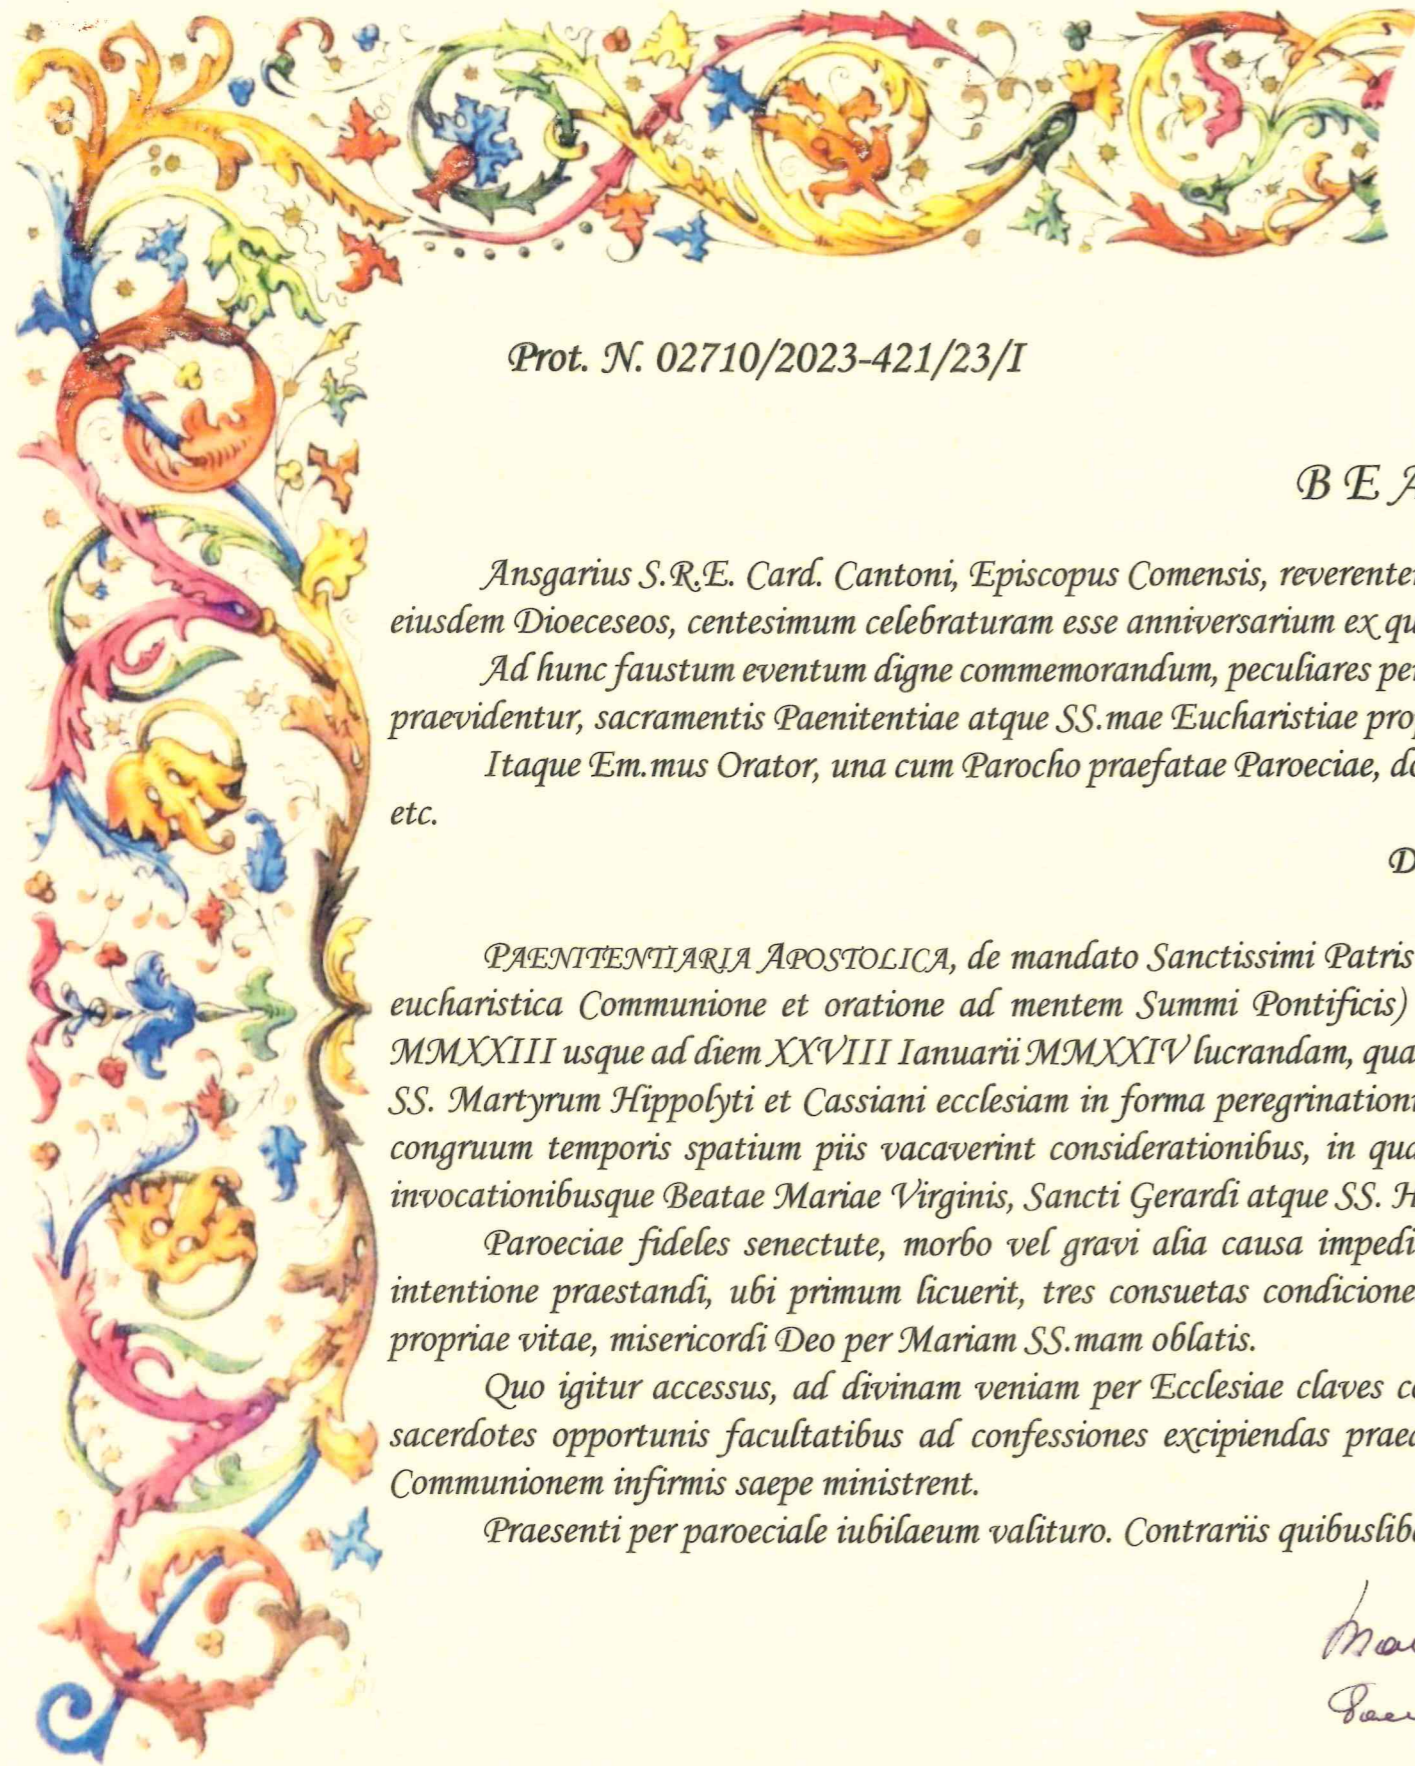 Prot. N. 02710/2023-421/23/I
B E A
Ansgarius S.R.E. Card. Cantoni, Episcopus Comensis, reverenter
eiusdem Dioeceseos, centesimum celebraturam esse anniversarium ex qu
Ad hunc faustum eventum digne commemorandum, peculiares per
praevidentur, sacramentis Paenitentiae atque SS.mae Eucharistiae prop
Itaque Em.mus Orator, una cum Parocho praefatae Paroeciae, do
etc.
D
PAENITENTIARIA APOSTOLICA, de mandato Sanctissimi Patris
eucharistica Communione et oratione ad mentem Summi Pontificis)
MMXXIII usque ad diem XXVIII Ianuarii MMXXIV lucrandam, qua
SS. Martyrum Hippolyti et Cassiani ecclesiam in forma peregrinationi
congruum temporis spatium piis vacaverint considerationibus, in qua
invocationibusque Beatae Mariae Virginis, Sancti Gerardi atque SS. H
Paroeciae fideles senectute, morbo vel gravi alia causa impedi
intentione praestandi, ubi primum licuerit, tres consuetas condicione
propriae vitae, misericordi Deo per Mariam SS.mam oblatis.
Quo igitur accessus, ad divinam veniam per Ecclesiae claves co
sacerdotes opportunis facultatibus ad confessiones excipiendas praed
Communionem infirmis saepe ministrent.
Praesenti per paroeciale iubilaeum valituro. Contrariis quibuslibe